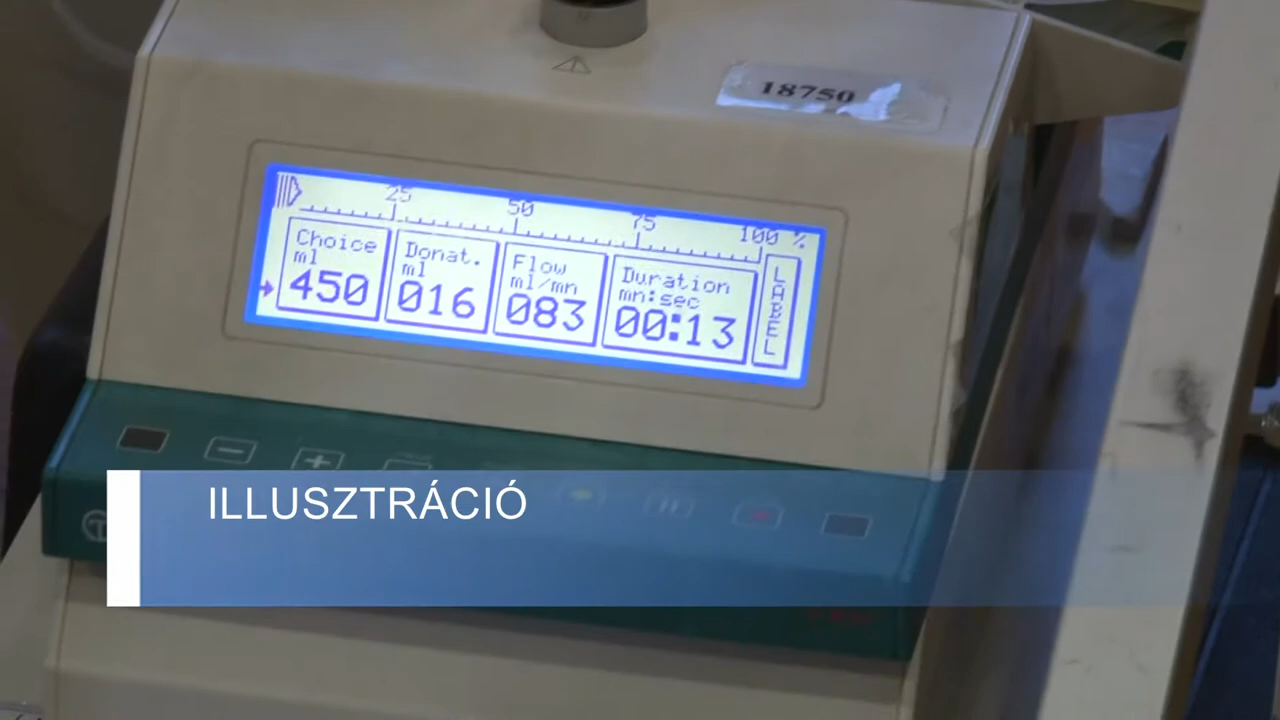 18750
25 50 75 100 %
Choice
ml
450
Donat.
ml
016
Flow
ml/mn
083
Duration
mn:sec
00:13
LABEL
ILLUSZTRÁCIÓ